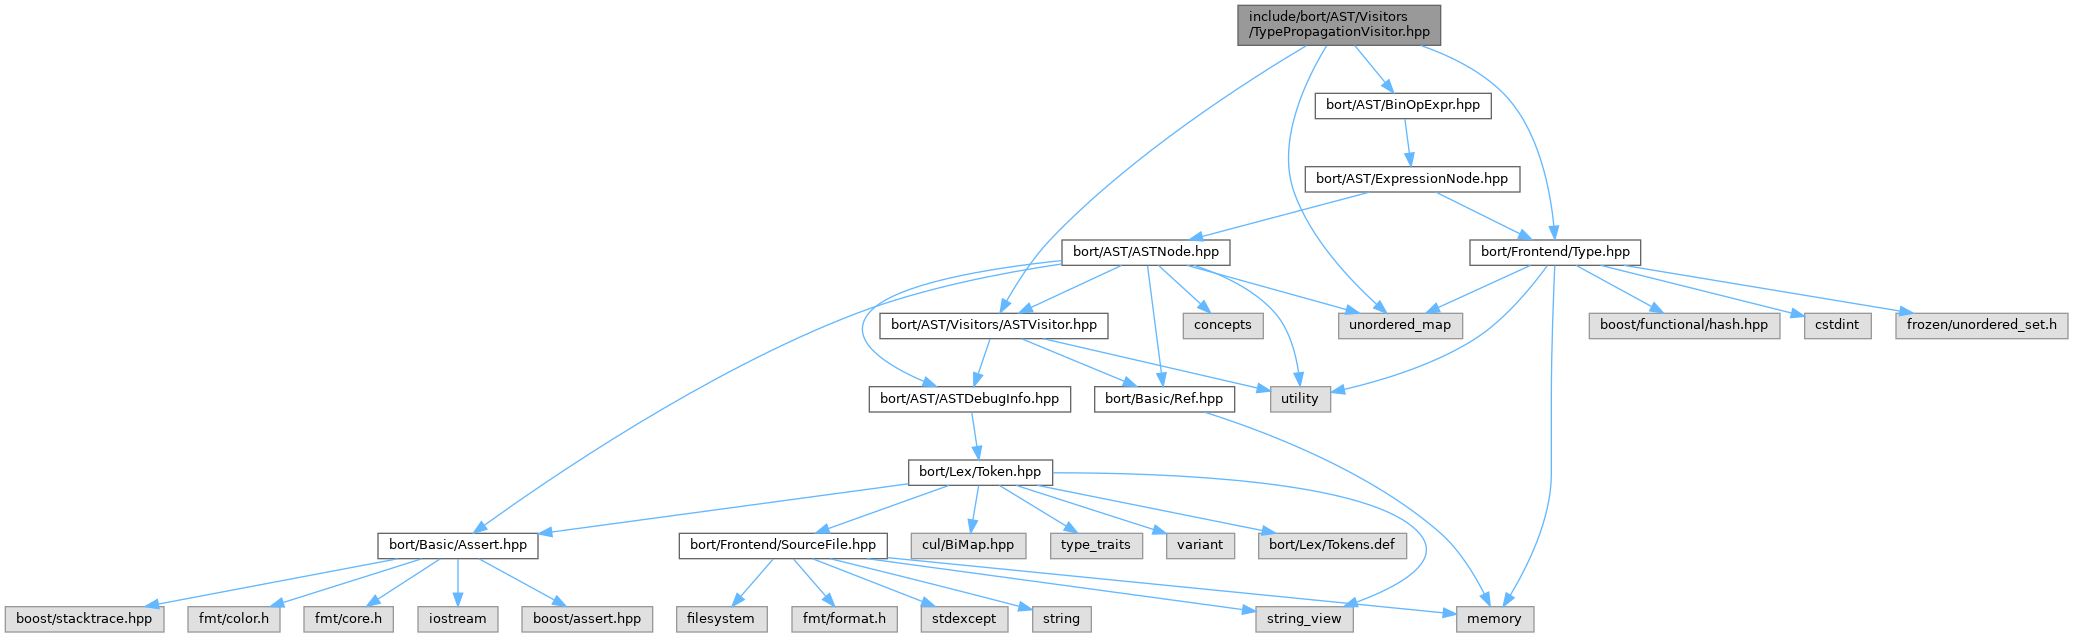 include/bort/AST/Visitors
/TypePropagationVisitor.hpp
bort/AST/BinOpExpr.hpp
bort/AST/ExpressionNode.hpp
bort/AST/ASTNode.hpp
bort/Frontend/Type.hpp
bort/AST/Visitors/ASTVisitor.hpp
concepts
unordered_map
boost/functional/hash.hpp
cstdint
frozen/unordered_set.h
bort/AST/ASTDebugInfo.hpp
bort/Basic/Ref.hpp
utility
bort/Lex/Token.hpp
bort/Basic/Assert.hpp
bort/Frontend/SourceFile.hpp
cul/BiMap.hpp
type_traits
variant
bort/Lex/Tokens.def
boost/stacktrace.hpp
fmt/color.h
fmt/core.h
iostream
boost/assert.hpp
filesystem
fmt/format.h
stdexcept
string
string_view
memory